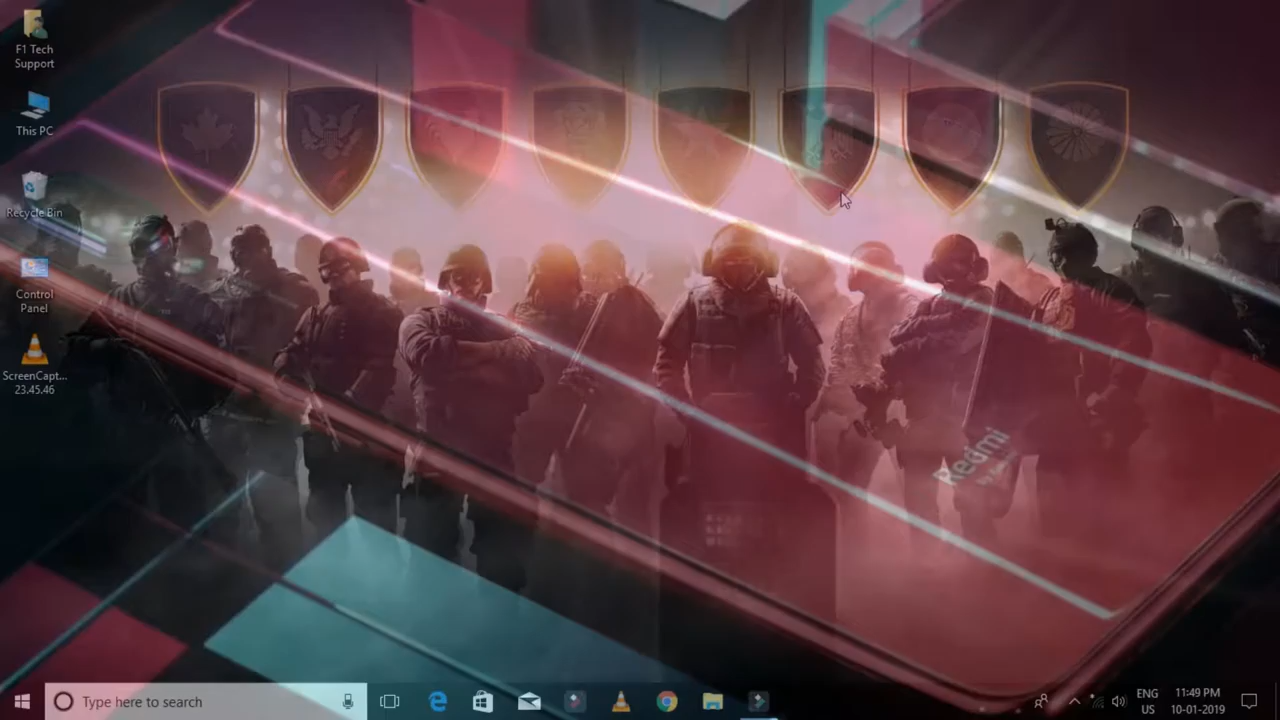 F1 Tech
Support
This PC
Recycle Bin
Control
Panel
ScreenCapt...
23.45.46
Redmi
Type here to search
ENG
US
11:49 PM
10-01-2019